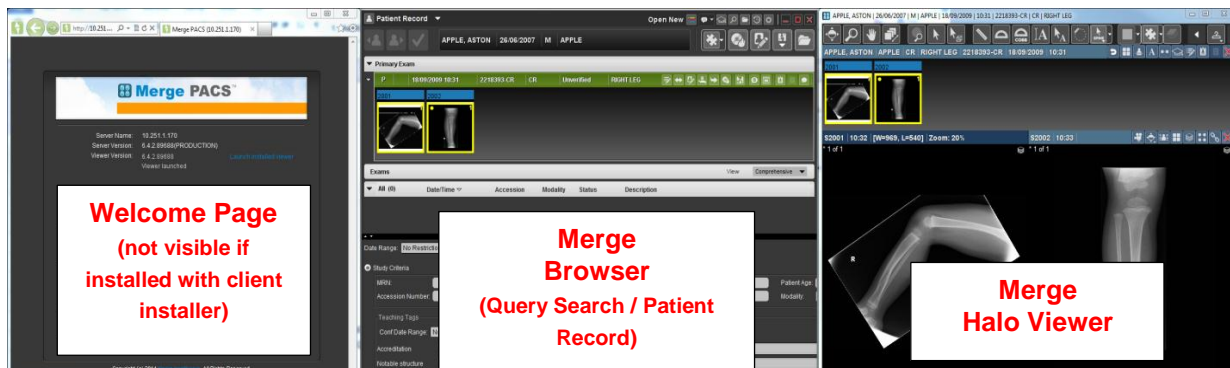 http://10.251...
Merge PACS (10.251.1.170)
Merge PACS™
Server Name: 10.251.1.170
Server Version: 6.4.2.89688(PRODUCTION)
Viewer Version: 6.4.2.89699
Launch installed viewer
Viewer launched
Welcome Page
(not visible if
installed with client
installer)
Patient Record
Open New
APPLE, ASTON 26/06/2007 M APPLE
Primary Exam
P 18/09/2009 10:31 2218393-CR CR Unverified RIGHT LEG
2001 2002
Exams
View Comprehensive
All (0) Date/Time Accession Modality Status Description
Date Range: No Restrictio
Study Criteria
MRN: Patient Age:
Accession Number: Modality:
Teaching Tags
Conf Date Range:
Accreditation
Notable structure
Merge
Browser
(Query Search / Patient
Record)
APPLE, ASTON | 26/06/2007 | M | APPLE | 18/09/2009 | 10:31 | 2218393-CR | CR | RIGHT LEG
APPLE, ASTON APPLE CR RIGHT LEG 2218393-CR 18/09/2009 10:31
2001 2002
S2001 10:32 [W=969, L=540] Zoom: 20%
S2002 10:33
* 1 of 1
* 1 of 1
R
Merge
Halo Viewer